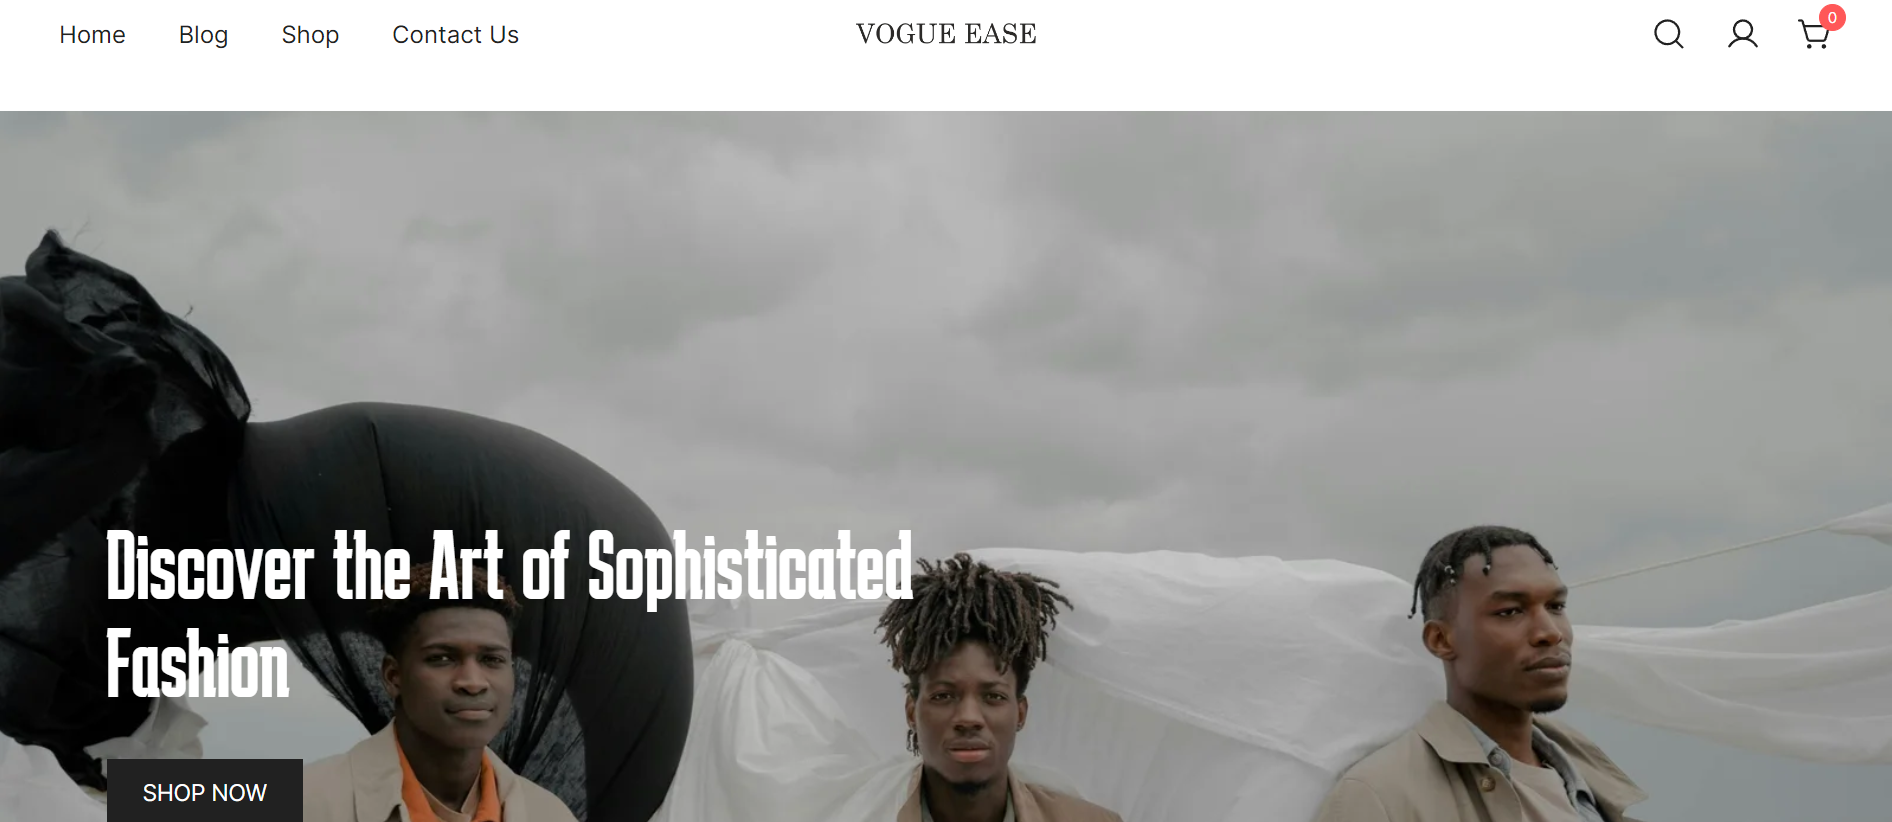 Home Blog Shop Contact Us VOGUE EASE 0
Discover the Art of Sophisticated
Fashion
SHOP NOW